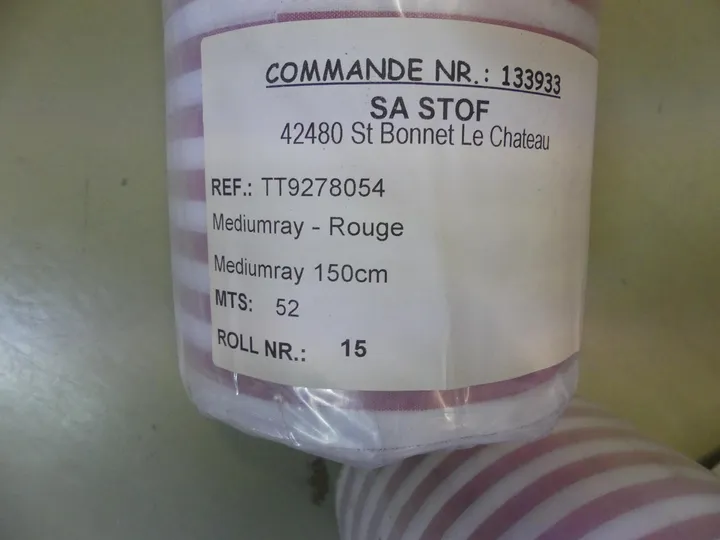 COMMANDE NR.: 133933
SA STOF
42480 St Bonnet Le Chateau
REF.: TT9278054
Mediumray - Rouge
Mediumray 150cm
MTS: 52
ROLL NR.: 15